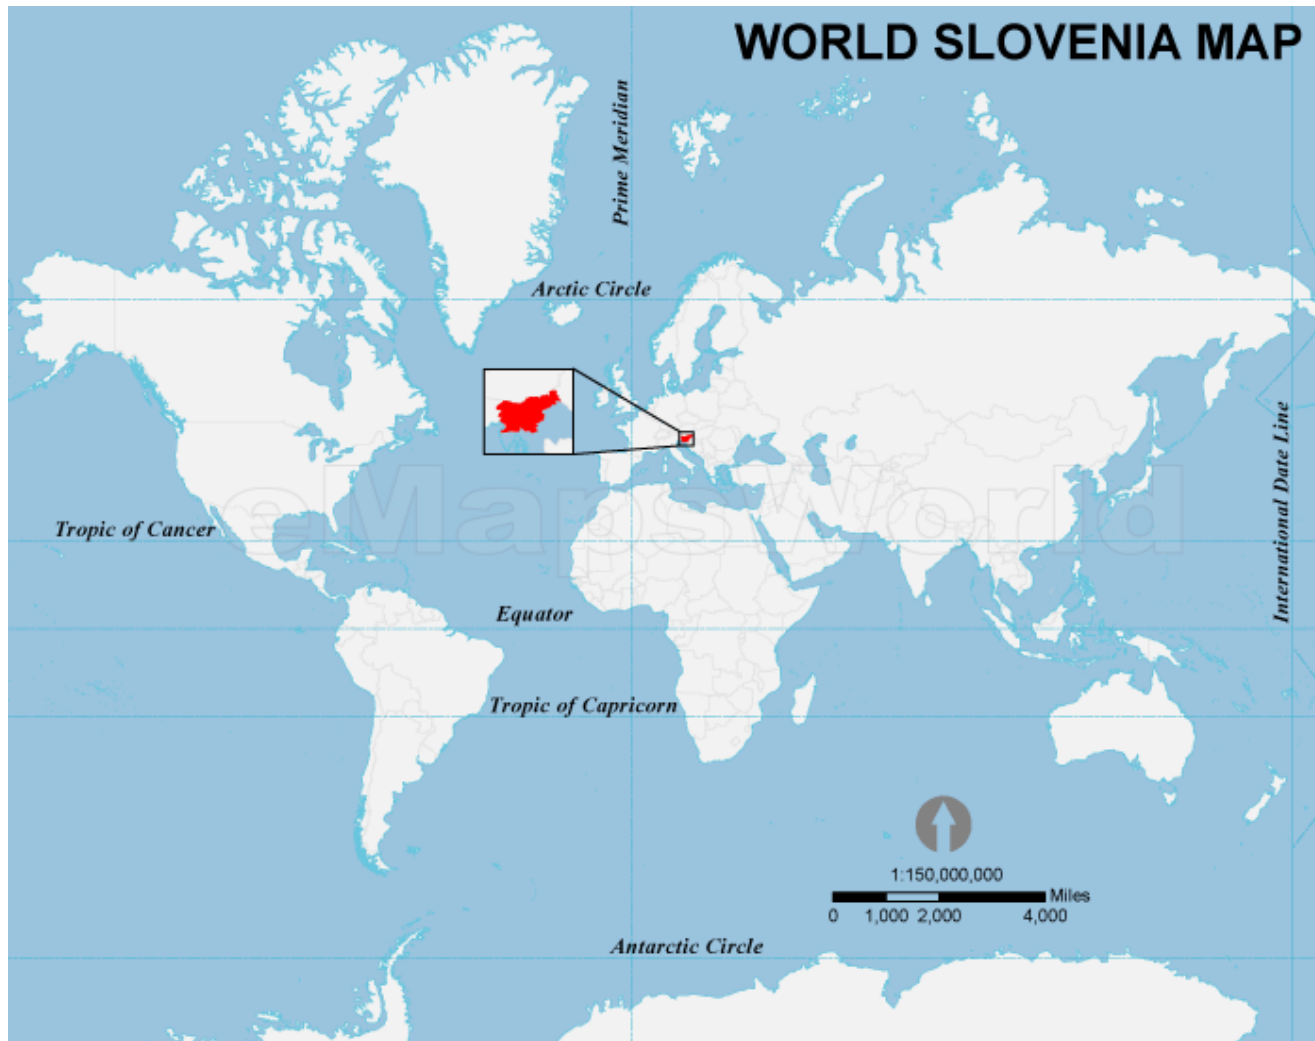 WORLD SLOVENIA MAP
Prime Meridian
Arctic Circle
eMapsWorld
Tropic of Cancer
International Date Line
Equator
Tropic of Capricorn
1:150,000,000
Miles
0 1,000 2,000 4,000
Antarctic Circle